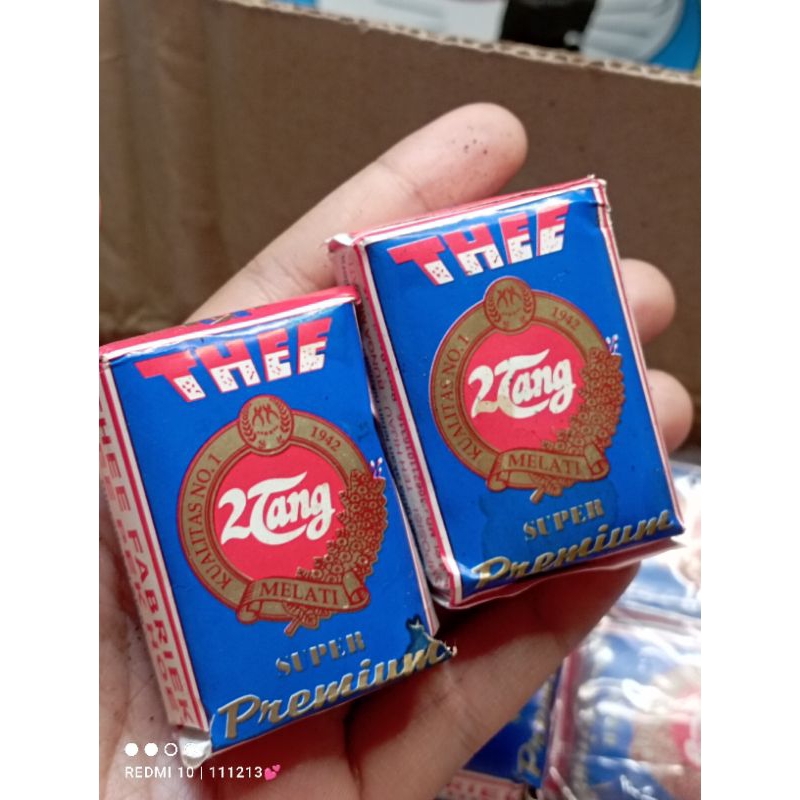 THEE
KUALITAS NO. 1
1942
2Tang
MELATI
SUPER
Premium
THEE FABRIEK
THEE
KUALITAS NO. 1
1942
2Tang
MELATI
SUPER
Premium
REDMI 10 | 111213💕